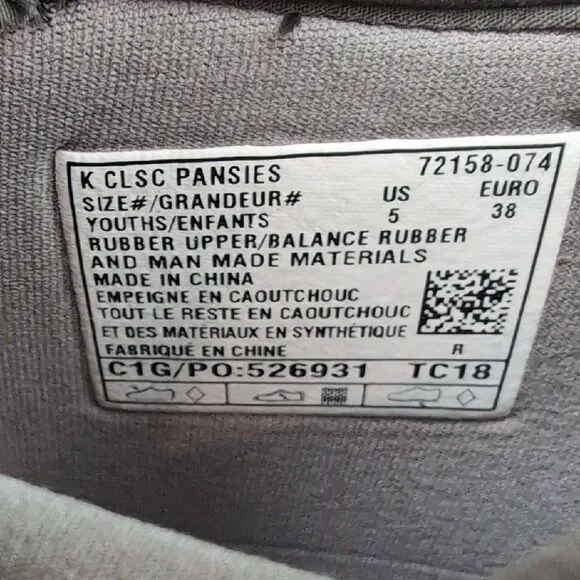 K CLSC PANSIES 72158-074
SIZE#/GRANDEUR# US EURO
YOUTHS/ENFANTS 5 38
RUBBER UPPER/BALANCE RUBBER
AND MAN MADE MATERIALS
MADE IN CHINA
EMPEIGNE EN CAOUTCHOUC
TOUT LE RESTE EN CAOUTCHOUC
ET DES MATÉRIAUX EN SYNTHÉTIQUE
FABRIQUÉ EN CHINE R
C1G/PO:526931 TC18